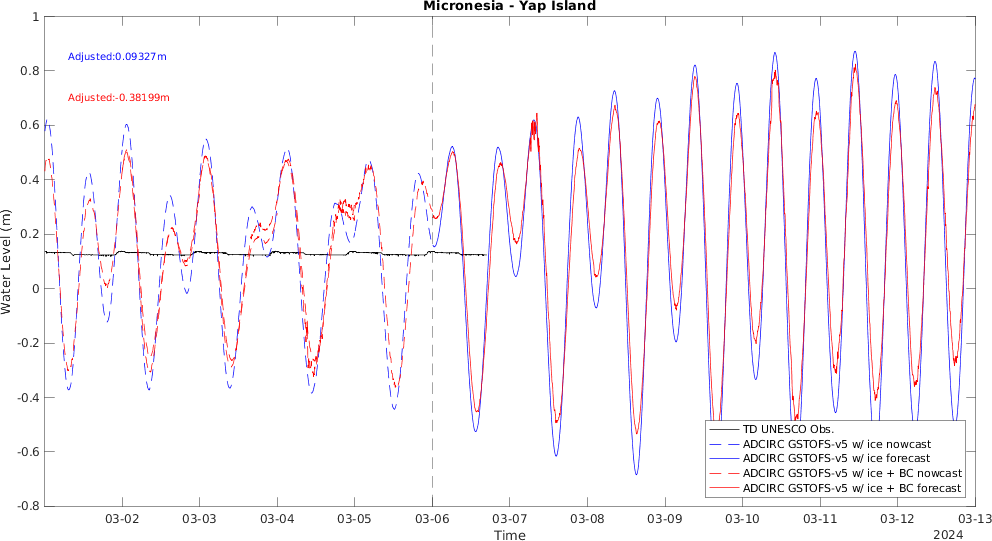 Micronesia - Yap Island
Adjusted:0.09327m
Adjusted:-0.38199m
Water Level (m)
1
0.8
0.6
0.4
0.2
0
-0.2
-0.4
-0.6
-0.8
TD UNESCO Obs.
ADCIRC GSTOFS-v5 w/ ice nowcast
ADCIRC GSTOFS-v5 w/ ice forecast
ADCIRC GSTOFS-v5 w/ ice + BC nowcast
ADCIRC GSTOFS-v5 w/ ice + BC forecast
03-02 03-03 03-04 03-05 03-06 03-07 03-08 03-09 03-10 03-11 03-12 03-13
Time
2024